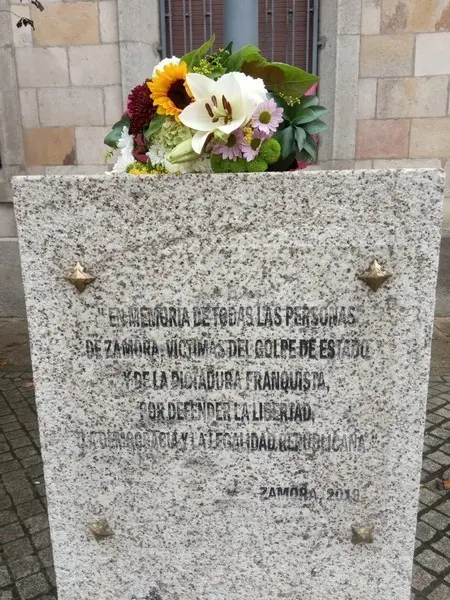 "EN MEMORIA DE TODAS LAS PERSONAS
DE ZAMORA, VÍCTIMAS DEL GOLPE DE ESTADO
Y DE LA DICTADURA FRANQUISTA,
POR DEFENDER LA LIBERTAD,
LA DEMOCRACIA Y LA LEGALIDAD REPUBLICANA"
ZAMORA, 2018